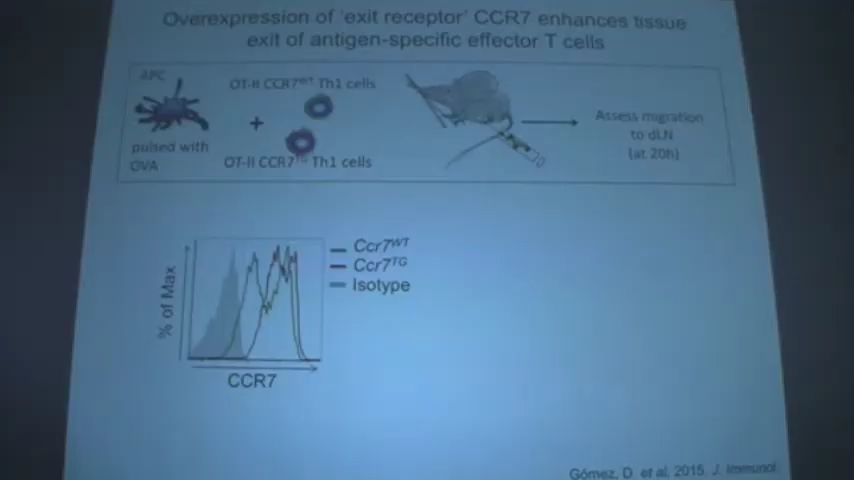 Overexpression of 'exit receptor' CCR7 enhances tissue
exit of antigen-specific effector T cells
APC
pulsed with
OVA
+
OT-II CCR7WT Th1 cells
OT-II CCR7TG Th1 cells
Assess migration
to dLN
(at 20h)
% of Max
CCR7
Ccr7WT
Ccr7TG
Isotype
Gómez, D. et al. 2015. J. Immunol.